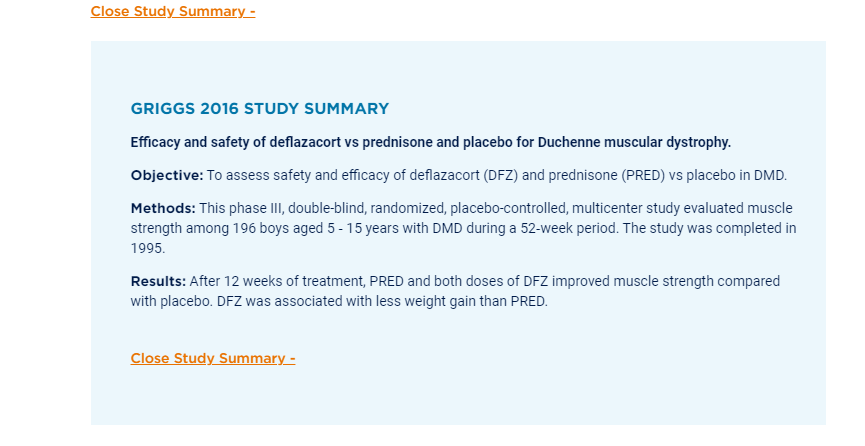 Close Study Summary -
GRIGGS 2016 STUDY SUMMARY
Efficacy and safety of deflazacort vs prednisone and placebo for Duchenne muscular dystrophy.
Objective: To assess safety and efficacy of deflazacort (DFZ) and prednisone (PRED) vs placebo in DMD.
Methods: This phase III, double-blind, randomized, placebo-controlled, multicenter study evaluated muscle
strength among 196 boys aged 5 - 15 years with DMD during a 52-week period. The study was completed in
1995.
Results: After 12 weeks of treatment, PRED and both doses of DFZ improved muscle strength compared
with placebo. DFZ was associated with less weight gain than PRED.
Close Study Summary -